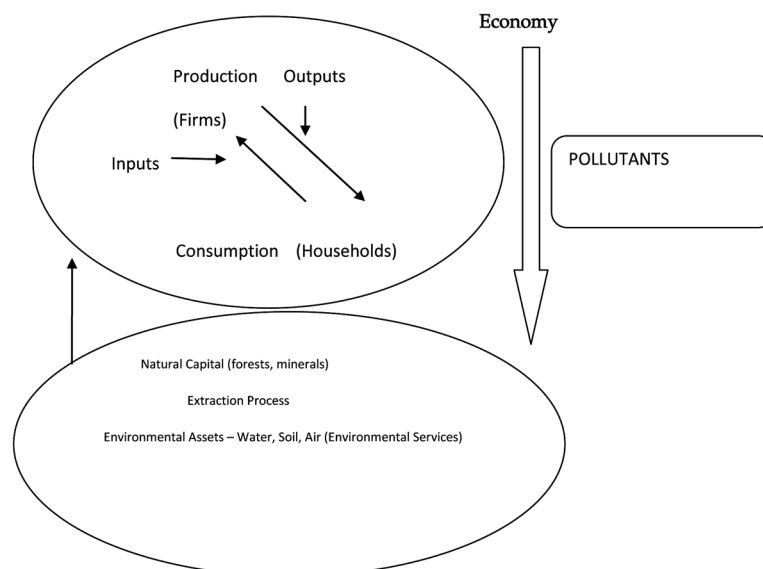 Economy
Production Outputs
(Firms)
Inputs
POLLUTANTS
Consumption (Households)
Natural Capital (forests, minerals)
Extraction Process
Environmental Assets – Water, Soil, Air (Environmental Services)